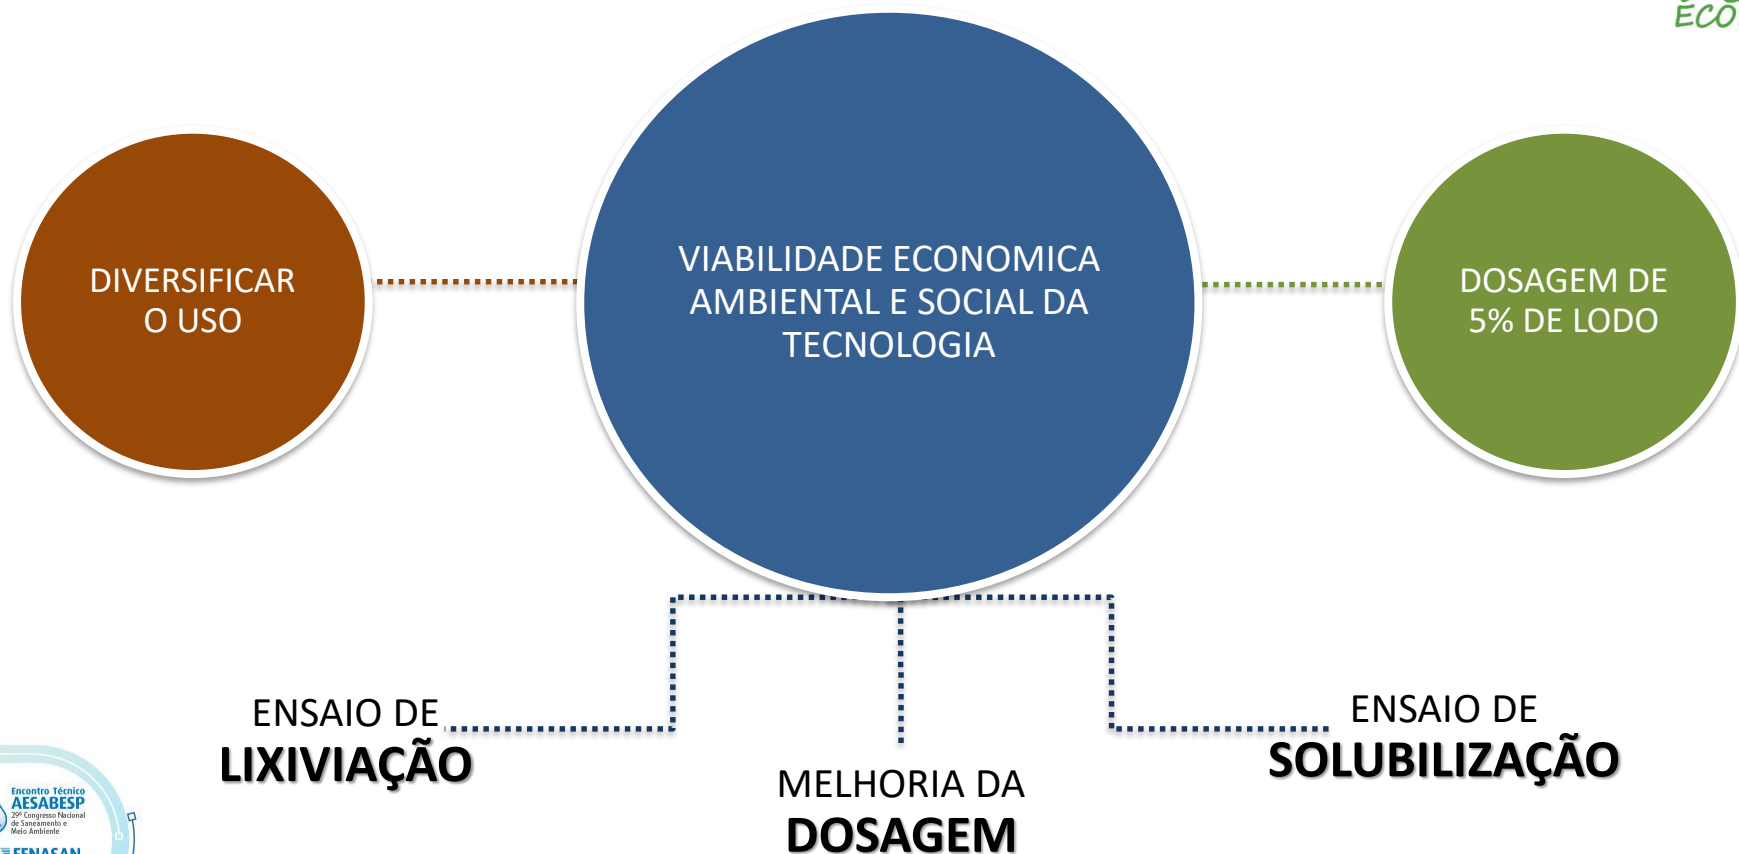 ECO
DIVERSIFICAR
O USO
VIABILIDADE ECONOMICA
AMBIENTAL E SOCIAL DA
TECNOLOGIA
DOSAGEM DE
5% DE LODO
ENSAIO DE
LIXIVIAÇÃO
MELHORIA DA
DOSAGEM
ENSAIO DE
SOLUBILIZAÇÃO
Encontro Técnico
AESABESP
29º Congresso Nacional
de Saneamento e
Meio Ambiente
FENASAN